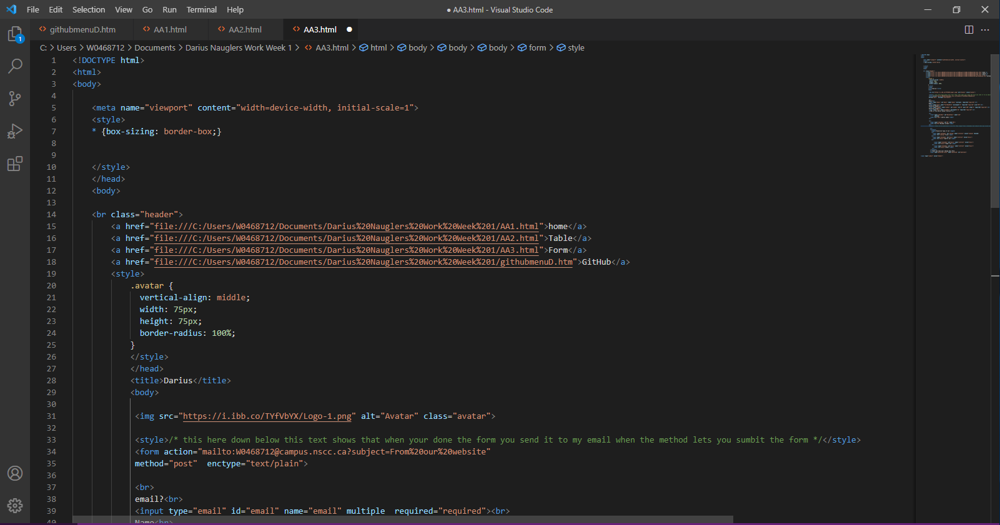 File Edit Selection View Go Run Terminal Help
● AA3.html - Visual Studio Code
githubmenuD.htm AA1.html AA2.html AA3.html
1
C: > Users > W0468712 > Documents > Darius Nauglers Work Week 1 > AA3.html > html > body > body > body > form > style
1 <!DOCTYPE html>
2 <html>
3 <body>
4
5 <meta name="viewport" content="width=device-width, initial-scale=1">
6 <style>
7 * {box-sizing: border-box;}
8
9
10 </style>
11 </head>
12 <body>
13
14 <br class="header">
15 <a href="file:///C:/Users/W0468712/Documents/Darius%20Nauglers%20Work%20Week%201/AA1.html">home</a>
16 <a href="file:///C:/Users/W0468712/Documents/Darius%20Nauglers%20Work%20Week%201/AA2.html">Table</a>
17 <a href="file:///C:/Users/W0468712/Documents/Darius%20Nauglers%20Work%20Week%201/AA3.html">Form</a>
18 <a href="file:///C:/Users/W0468712/Documents/Darius%20Nauglers%20Work%20Week%201/githubmenuD.htm">GitHub</a>
19 <style>
20 .avatar {
21 vertical-align: middle;
22 width: 75px;
23 height: 75px;
24 border-radius: 100%;
25 }
26 </style>
27 </head>
28 <title>Darius</title>
29 <body>
30
31 <img src="https://i.ibb.co/TYfVbYX/Logo-1.png" alt="Avatar" class="avatar">
32
33 <style>/* this here down below this text shows that when your done the form you send it to my email when the method lets you sumbit the form */</style>
34 <form action="mailto:W0468712@campus.nscc.ca?subject=From%20our%20website"
35 method="post" enctype="text/plain">
36
37 <br>
38 email?<br>
39 <input type="email" id="email" name="email" multiple required="required"><br>
40 Name<br>